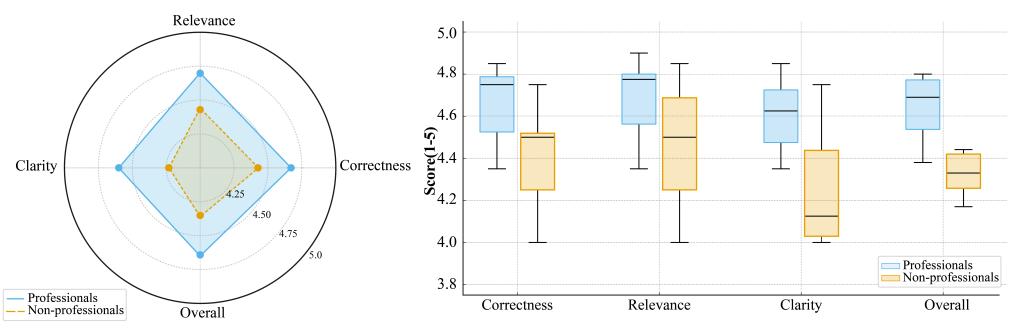 Relevance
Clarity
Correctness
4.25
4.50
4.75
5.0
Overall
Professionals
Non-professionals
Score(1-5)
5.0
4.8
4.6
4.4
4.2
4.0
3.8
Correctness
Relevance
Clarity
Overall
Professionals
Non-professionals